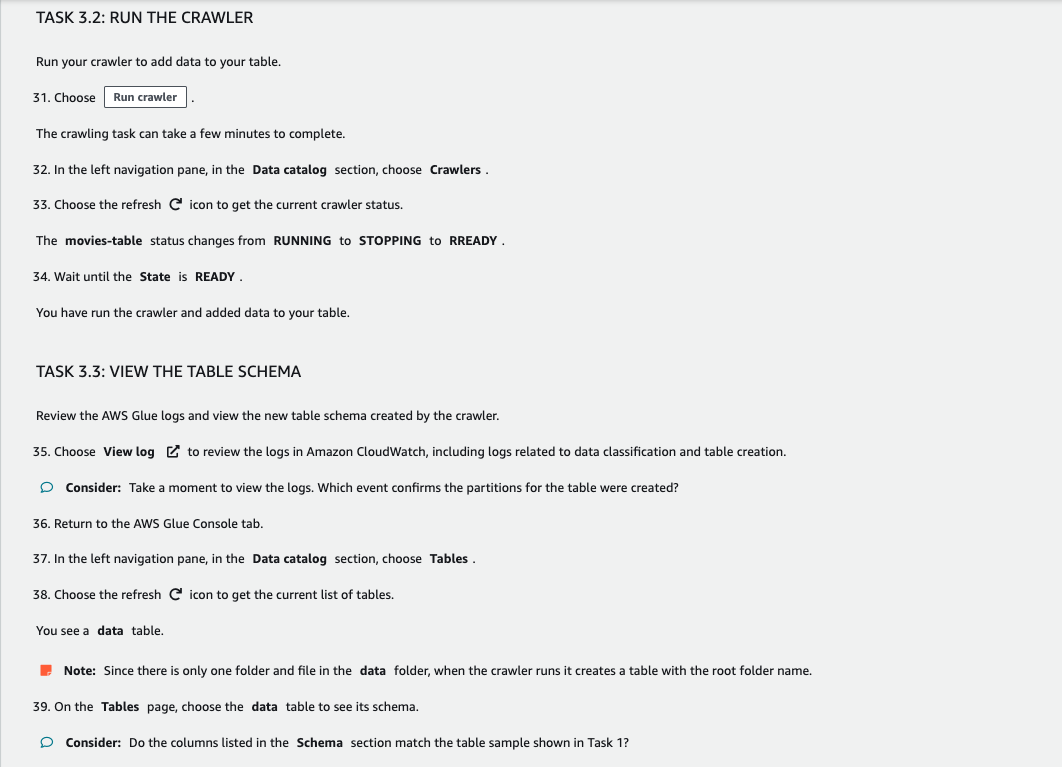 TASK 3.2: RUN THE CRAWLER
Run your crawler to add data to your table.
31. Choose Run crawler .
The crawling task can take a few minutes to complete.
32. In the left navigation pane, in the Data catalog section, choose Crawlers .
33. Choose the refresh icon to get the current crawler status.
The movies-table status changes from RUNNING to STOPPING to RREADY .
34. Wait until the State is READY .
You have run the crawler and added data to your table.
TASK 3.3: VIEW THE TABLE SCHEMA
Review the AWS Glue logs and view the new table schema created by the crawler.
35. Choose View log to review the logs in Amazon CloudWatch, including logs related to data classification and table creation.
Consider: Take a moment to view the logs. Which event confirms the partitions for the table were created?
36. Return to the AWS Glue Console tab.
37. In the left navigation pane, in the Data catalog section, choose Tables .
38. Choose the refresh icon to get the current list of tables.
You see a data table.
Note: Since there is only one folder and file in the data folder, when the crawler runs it creates a table with the root folder name.
39. On the Tables page, choose the data table to see its schema.
Consider: Do the columns listed in the Schema section match the table sample shown in Task 1?